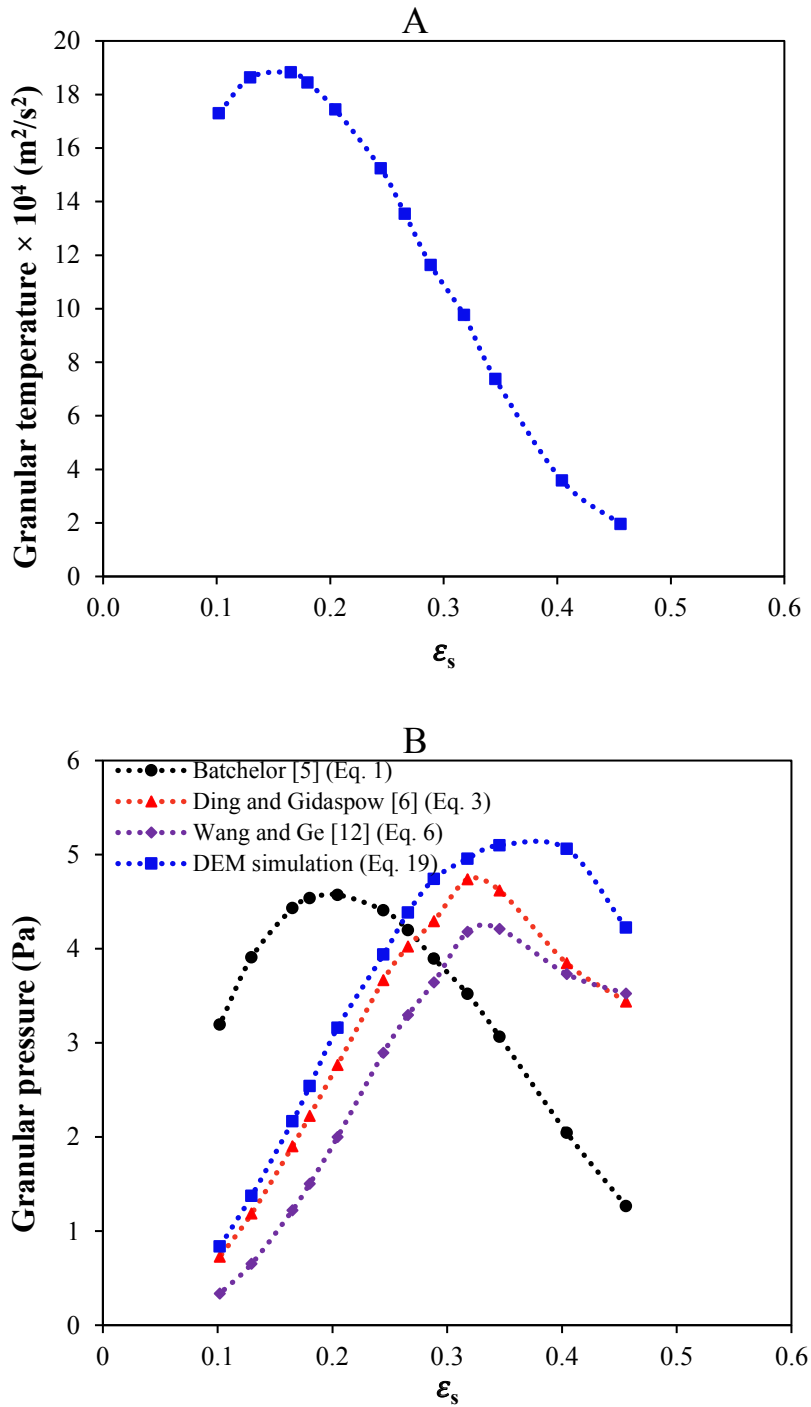 A
Granular temperature × 10⁴ (m²/s²)
20
18
16
14
12
10
8
6
4
2
0
0.0 0.1 0.2 0.3 0.4 0.5 0.6
εs
B
Granular pressure (Pa)
6
5
4
3
2
1
0
Batchelor [5] (Eq. 1)
Ding and Gidaspow [6] (Eq. 3)
Wang and Ge [12] (Eq. 6)
DEM simulation (Eq. 19)
0 0.1 0.2 0.3 0.4 0.5 0.6
εs